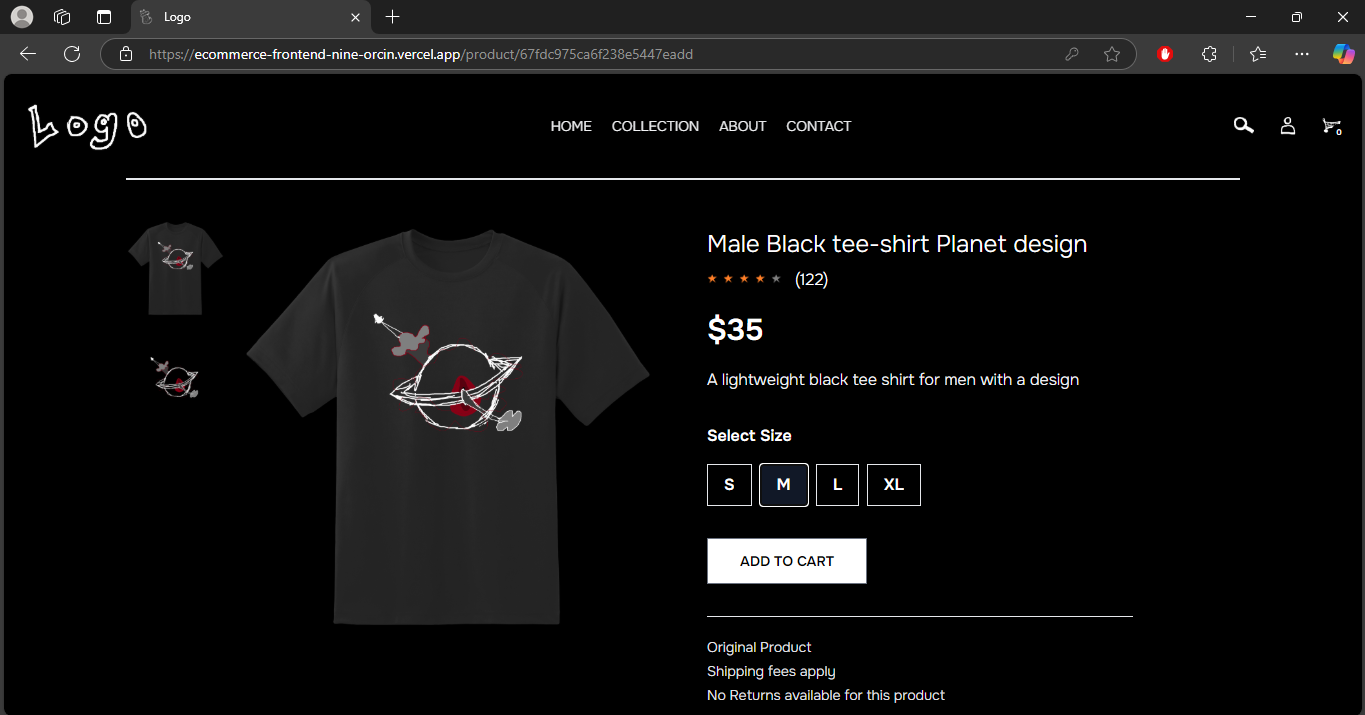 Logo
https://ecommerce-frontend-nine-orcin.vercel.app/product/67fdc975ca6f238e5447eadd
Logo
HOME COLLECTION ABOUT CONTACT
0
Male Black tee-shirt Planet design
(122)
$35
A lightweight black tee shirt for men with a design
Select Size
S M L XL
ADD TO CART
Original Product
Shipping fees apply
No Returns available for this product